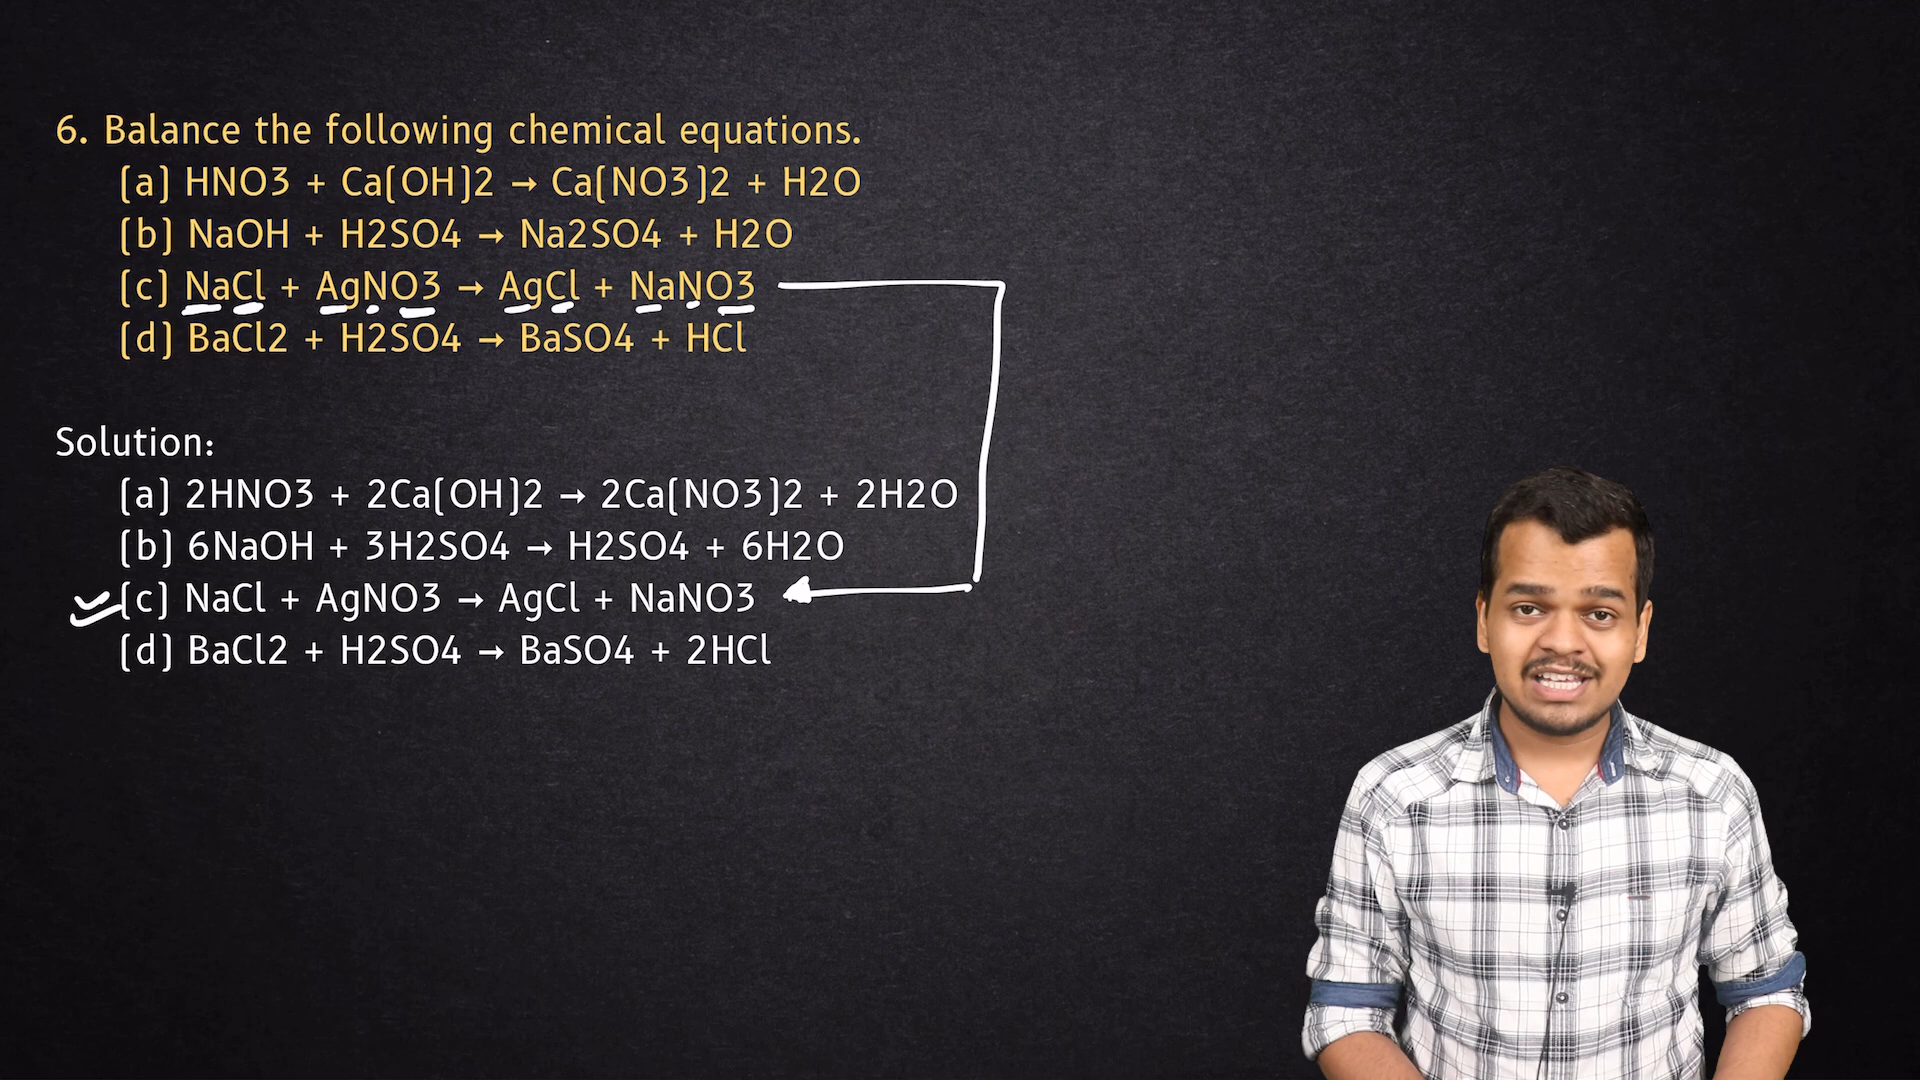 6. Balance the following chemical equations.
(a) HNO3 + Ca(OH)2 → Ca(NO3)2 + H2O
(b) NaOH + H2SO4 → Na2SO4 + H2O
(c) NaCl + AgNO3 → AgCl + NaNO3
(d) BaCl2 + H2SO4 → BaSO4 + HCl
Solution:
(a) 2HNO3 + 2Ca(OH)2 → 2Ca(NO3)2 + 2H2O
(b) 6NaOH + 3H2SO4 → H2SO4 + 6H2O
(c) NaCl + AgNO3 → AgCl + NaNO3
(d) BaCl2 + H2SO4 → BaSO4 + 2HCl